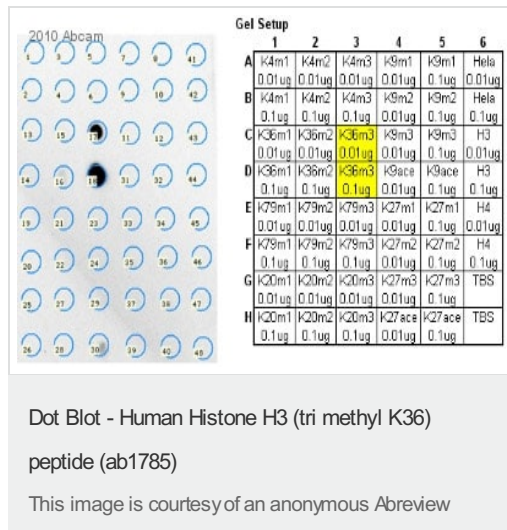 2010 Abcam
1 3 5 7 9 41
2 4 6 9 10 42
13 15 17 11 12 43
14 16 18 31 32 44
19 21 23 33 34 45
20 22 24 35 36 46
25 27 29 37 38 47
26 28 30 39 40 48
Gel Setup
1 2 3 4 5 6
A K4m1 K4m2 K4m3 K9m1 K9m1 Hela
0.01ug 0.01ug 0.01ug 0.01ug 0.1ug 0.01ug
B K4m1 K4m2 K4m3 K9m2 K9m2 Hela
0.1ug 0.1ug 0.1ug 0.01ug 0.1ug 0.1ug
C K36m1 K36m2 K36m3 K9m3 K9m3 H3
0.01ug 0.01ug 0.01ug 0.01ug 0.1ug 0.01ug
D K36m1 K36m2 K36m3 K9ace K9ace H3
0.1ug 0.1ug 0.1ug 0.01ug 0.1ug 0.1ug
E K79m1 K79m2 K79m3 K27m1 K27m1 H4
0.01ug 0.01ug 0.01ug 0.01ug 0.1ug 0.01ug
F K79m1 K79m2 K79m3 K27m2 K27m2 H4
0.1ug 0.1ug 0.1ug 0.01ug 0.1ug 0.1ug
G K20m1 K20m2 K20m3 K27m3 K27m3 TBS
0.01ug 0.01ug 0.01ug 0.01ug 0.1ug
H K20m1 K20m2 K20m3 K27ace K27ace TBS
0.1ug 0.1ug 0.1ug 0.01ug 0.1ug
Dot Blot - Human Histone H3 (tri methyl K36)
peptide (ab1785)
This image is courtesy of an anonymous Abreview